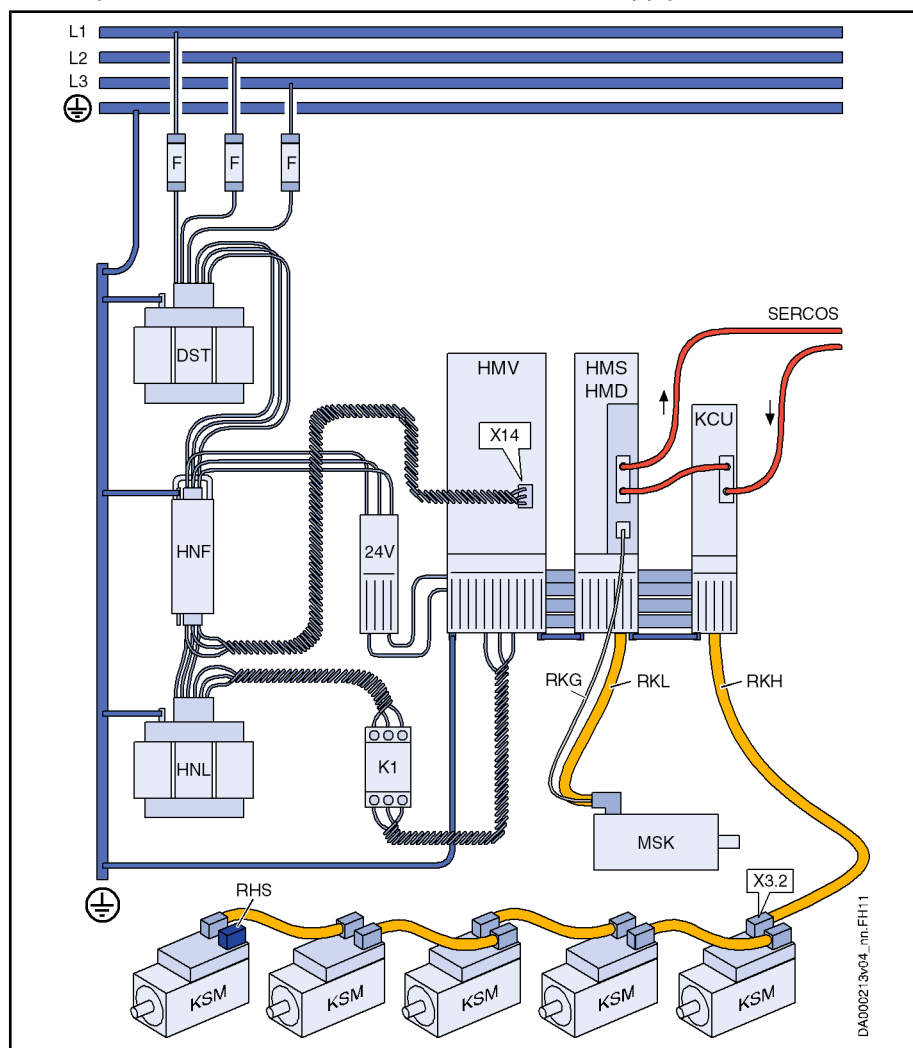 L1
L2
L3
F F F
SERCOS
DST
HMV
HMS
HMD
KCU
X14
HNF
24V
RKG
RKL
RKH
HNL
K1
MSK
RHS
X3.2
KSM KSM KSM KSM KSM
DA000213v04_nn.FH11